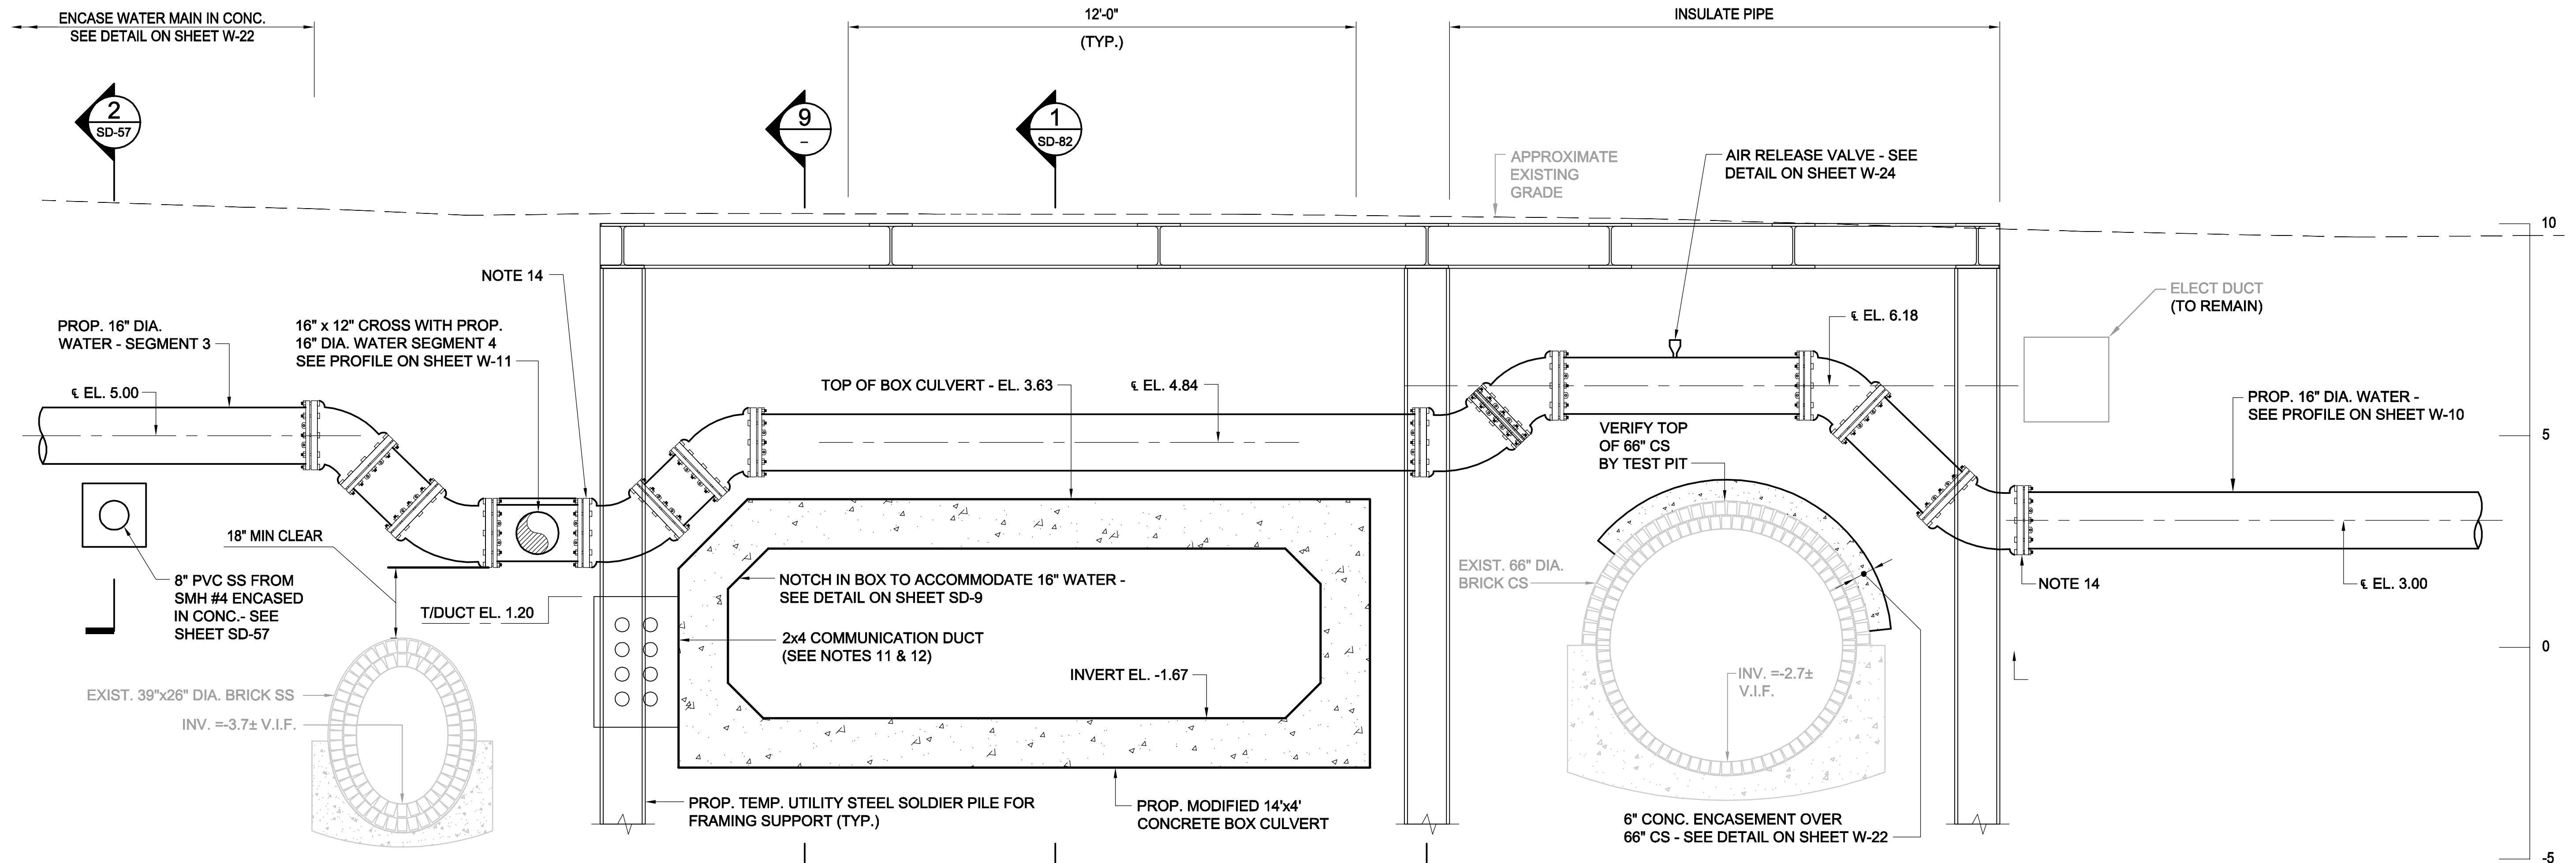 ENCASE WATER MAIN IN CONC.
SEE DETAIL ON SHEET W-22
12'-0"
(TYP.)
INSULATE PIPE
2
SD-57
9
–
1
SD-82
APPROXIMATE
EXISTING
GRADE
AIR RELEASE VALVE - SEE
DETAIL ON SHEET W-24
10
NOTE 14
ELECT DUCT
(TO REMAIN)
PROP. 16" DIA.
WATER - SEGMENT 3
16" x 12" CROSS WITH PROP.
16" DIA. WATER SEGMENT 4
SEE PROFILE ON SHEET W-11
℄ EL. 6.18
℄ EL. 5.00
TOP OF BOX CULVERT - EL. 3.63
℄ EL. 4.84
PROP. 16" DIA. WATER -
SEE PROFILE ON SHEET W-10
VERIFY TOP
OF 66" CS
BY TEST PIT
5
18" MIN CLEAR
8" PVC SS FROM
SMH #4 ENCASED
IN CONC.- SEE
SHEET SD-57
T/DUCT EL. 1.20
NOTCH IN BOX TO ACCOMMODATE 16" WATER -
SEE DETAIL ON SHEET SD-9
EXIST. 66" DIA.
BRICK CS
NOTE 14
℄ EL. 3.00
2x4 COMMUNICATION DUCT
(SEE NOTES 11 & 12)
0
INVERT EL. -1.67
INV. =-2.7±
V.I.F.
EXIST. 39"x26" DIA. BRICK SS
INV. =-3.7± V.I.F.
PROP. TEMP. UTILITY STEEL SOLDIER PILE FOR
FRAMING SUPPORT (TYP.)
PROP. MODIFIED 14'x4'
CONCRETE BOX CULVERT
6" CONC. ENCASEMENT OVER
66" CS - SEE DETAIL ON SHEET W-22
-5